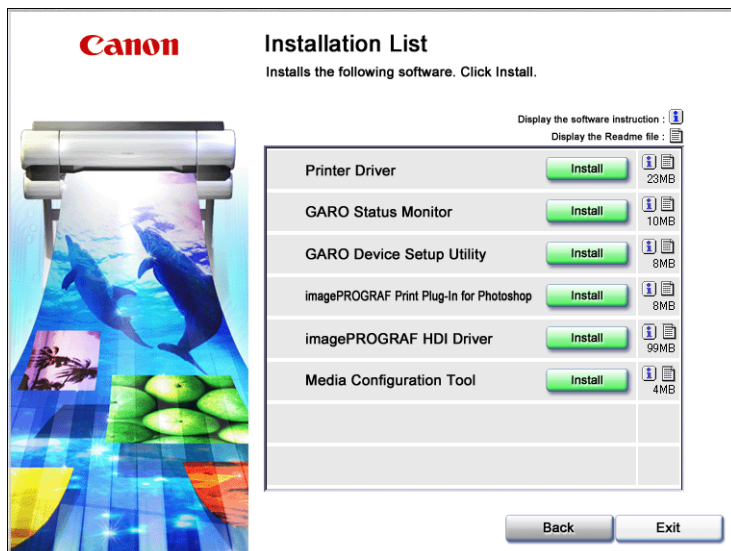 Canon
Installation List
Installs the following software. Click Install.
Display the software instruction :
Display the Readme file :
Printer Driver Install 23MB
GARO Status Monitor Install 10MB
GARO Device Setup Utility Install 8MB
imagePROGRAF Print Plug-In for Photoshop Install 8MB
imagePROGRAF HDI Driver Install 99MB
Media Configuration Tool Install 4MB
Back Exit